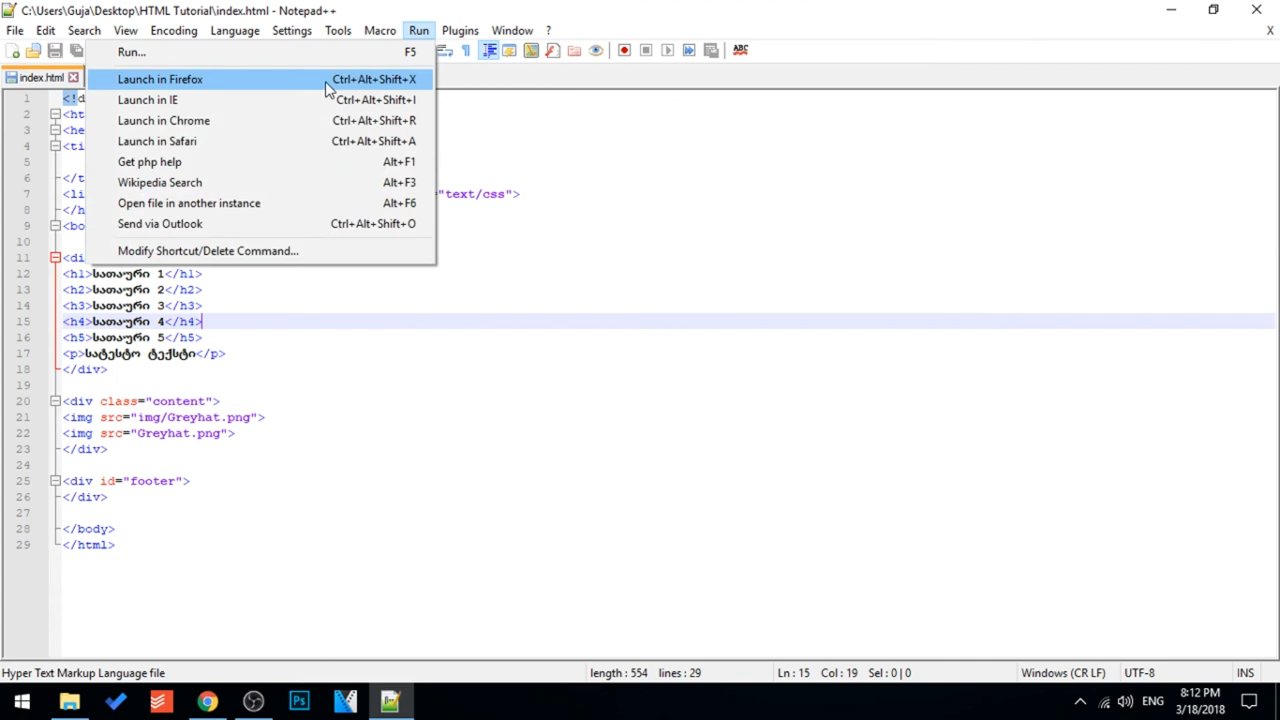 C:\Users\Guja\Desktop\HTML Tutorial\index.html - Notepad++
File Edit Search View Encoding Language Settings Tools Macro Run Plugins Window ? X
Run... F5
index.html
Launch in Firefox Ctrl+Alt+Shift+X
Launch in IE Ctrl+Alt+Shift+I
Launch in Chrome Ctrl+Alt+Shift+R
Launch in Safari Ctrl+Alt+Shift+A
Get php help Alt+F1
Wikipedia Search Alt+F3
Open file in another instance Alt+F6
Send via Outlook Ctrl+Alt+Shift+O
Modify Shortcut/Delete Command...
ABC
1 <!d
2 <ht
3 <he
4 <ti
5
6 </t
7 <li ="text/css">
8 </h
9 <bo
10
11 <di
12 <h1>სათაური 1</h1>
13 <h2>სათაური 2</h2>
14 <h3>სათაური 3</h3>
15 <h4>სათაური 4</h4>
16 <h5>სათაური 5</h5>
17 <p>სატესტო ტექსტი</p>
18 </div>
19
20 <div class="content">
21 <img src="img/Greyhat.png">
22 <img src="Greyhat.png">
23 </div>
24
25 <div id="footer">
26 </div>
27
28 </body>
29 </html>
Hyper Text Markup Language file length : 554 lines : 29 Ln : 15 Col : 19 Sel : 0 | 0 Windows (CR LF) UTF-8 INS
Ps
ENG
8:12 PM
3/18/2018